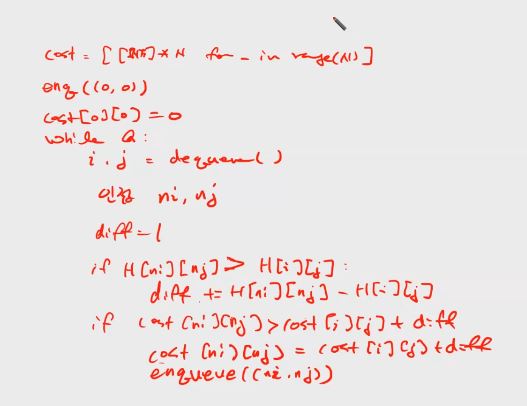 cost = [[INF]*N for _ in range(N)]
enq((0, 0))
cost[0][0] = 0
while Q:
i, j = dequeue()
인접 ni, nj
diff = 1
if H[ni][nj] > H[i][j]:
diff += H[ni][nj] - H[i][j]
if cost[ni][nj] > cost[i][j] + diff
cost[ni][nj] = cost[i][j] + diff
enqueue((ni, nj))